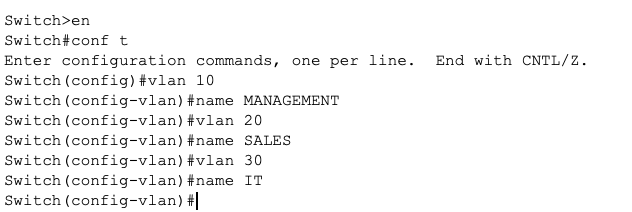 Switch>en
Switch#conf t
Enter configuration commands, one per line.  End with CNTL/Z.
Switch(config)#vlan 10
Switch(config-vlan)#name MANAGEMENT
Switch(config-vlan)#vlan 20
Switch(config-vlan)#name SALES
Switch(config-vlan)#vlan 30
Switch(config-vlan)#name IT
Switch(config-vlan)#